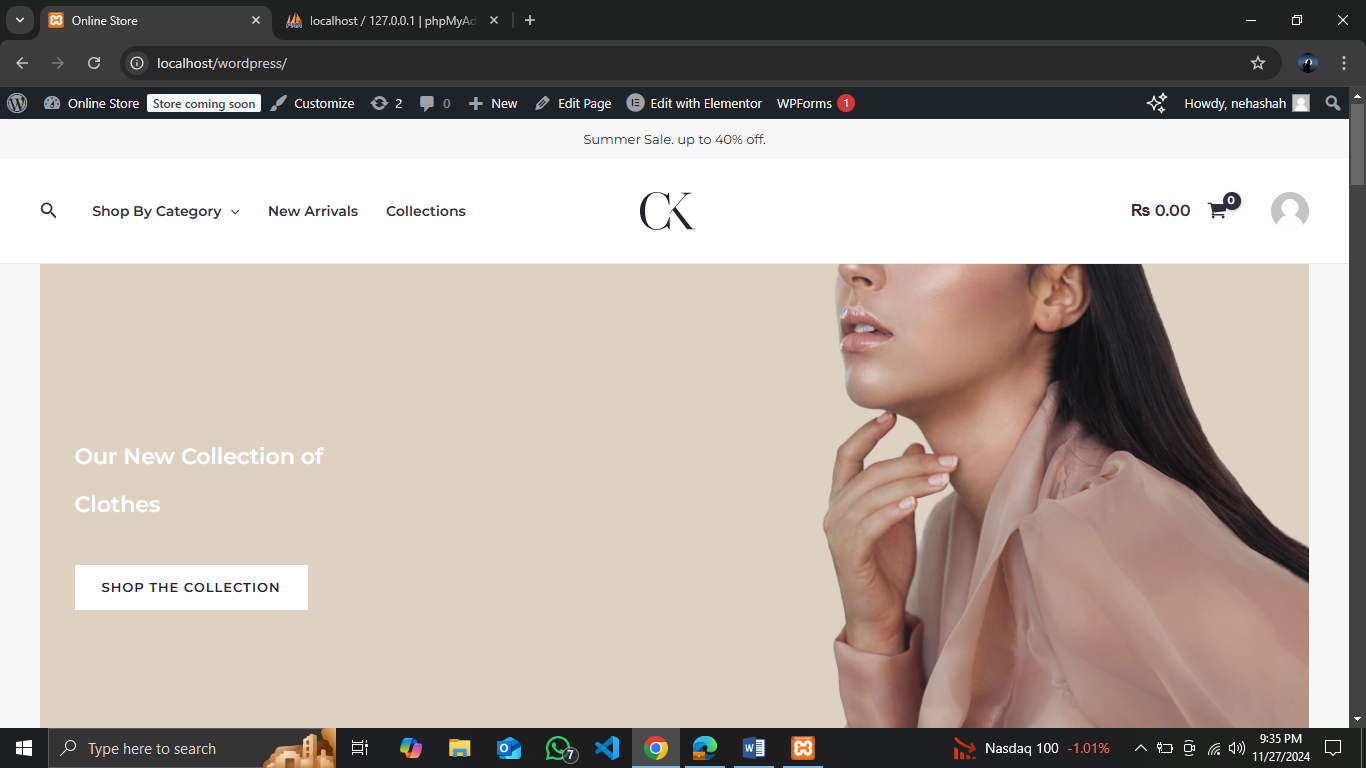 Online Store
localhost / 127.0.0.1 | phpMyAd
localhost/wordpress/
Online Store
Store coming soon
Customize
2
0
New
Edit Page
Edit with Elementor
WPForms
1
Howdy, nehashah
Summer Sale. up to 40% off.
Shop By Category
New Arrivals
Collections
CK
₨ 0.00
0
Our New Collection of
Clothes
SHOP THE COLLECTION
Type here to search
7
Nasdaq 100
-1.01%
9:35 PM
11/27/2024